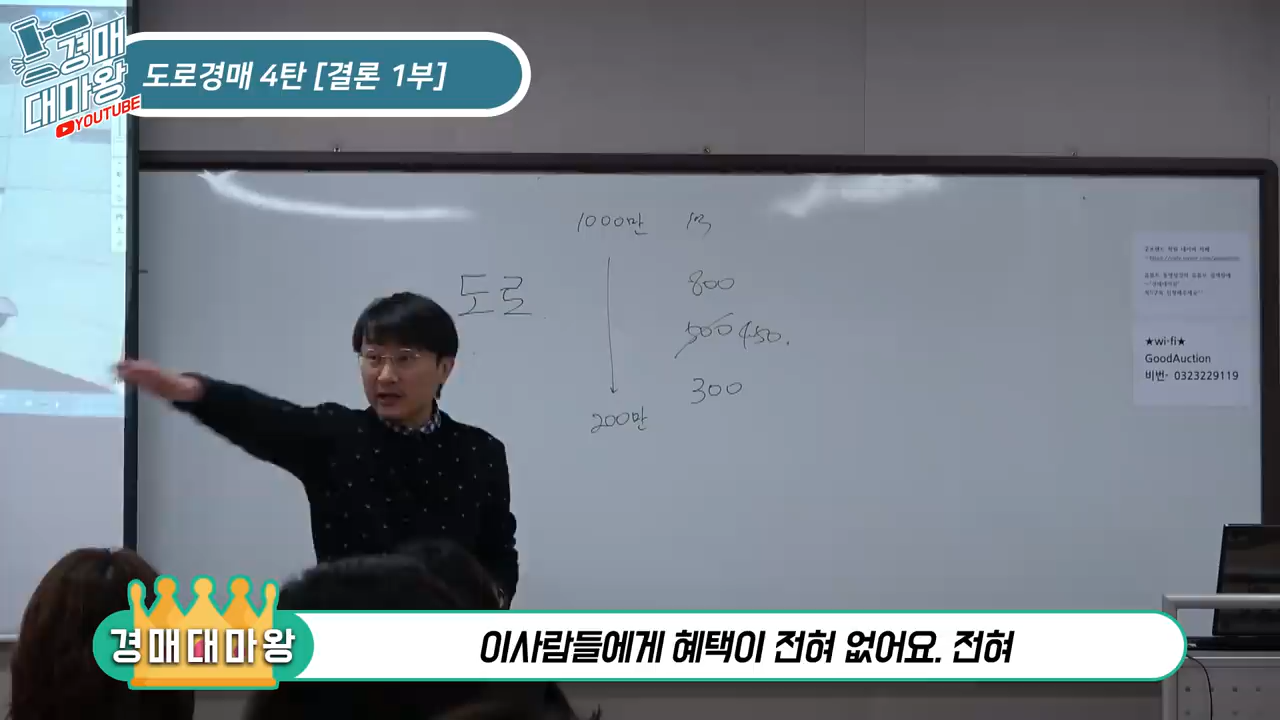 경매
대마왕
YOUTUBE
도로경매 4탄 [결론 1부]
1000만 1억
도로
800
500 450.
300
200만
★wi-fi★
GoodAuction
비번- 0323229119
경매대마왕
이사람들에게 혜택이 전혀 없어요. 전혀